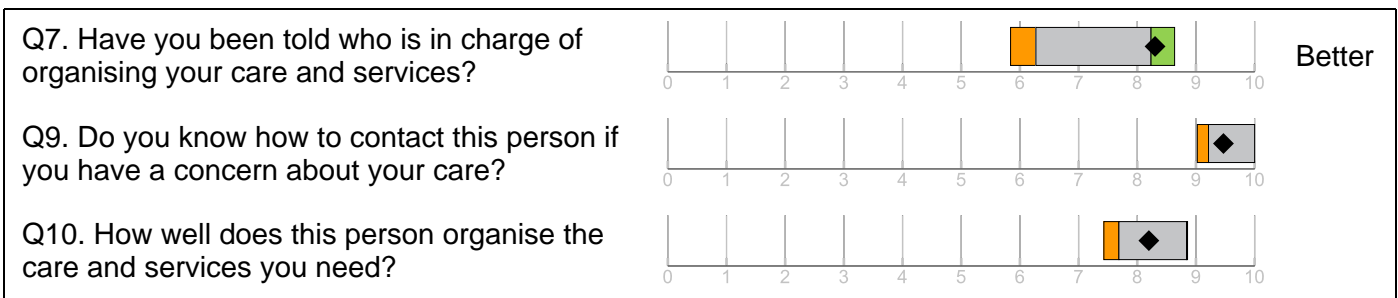 Q7. Have you been told who is in charge of
organising your care and services?
0 1 2 3 4 5 6 7 8 9 10
Better
Q9. Do you know how to contact this person if
you have a concern about your care?
0 1 2 3 4 5 6 7 8 9 10
Q10. How well does this person organise the
care and services you need?
0 1 2 3 4 5 6 7 8 9 10